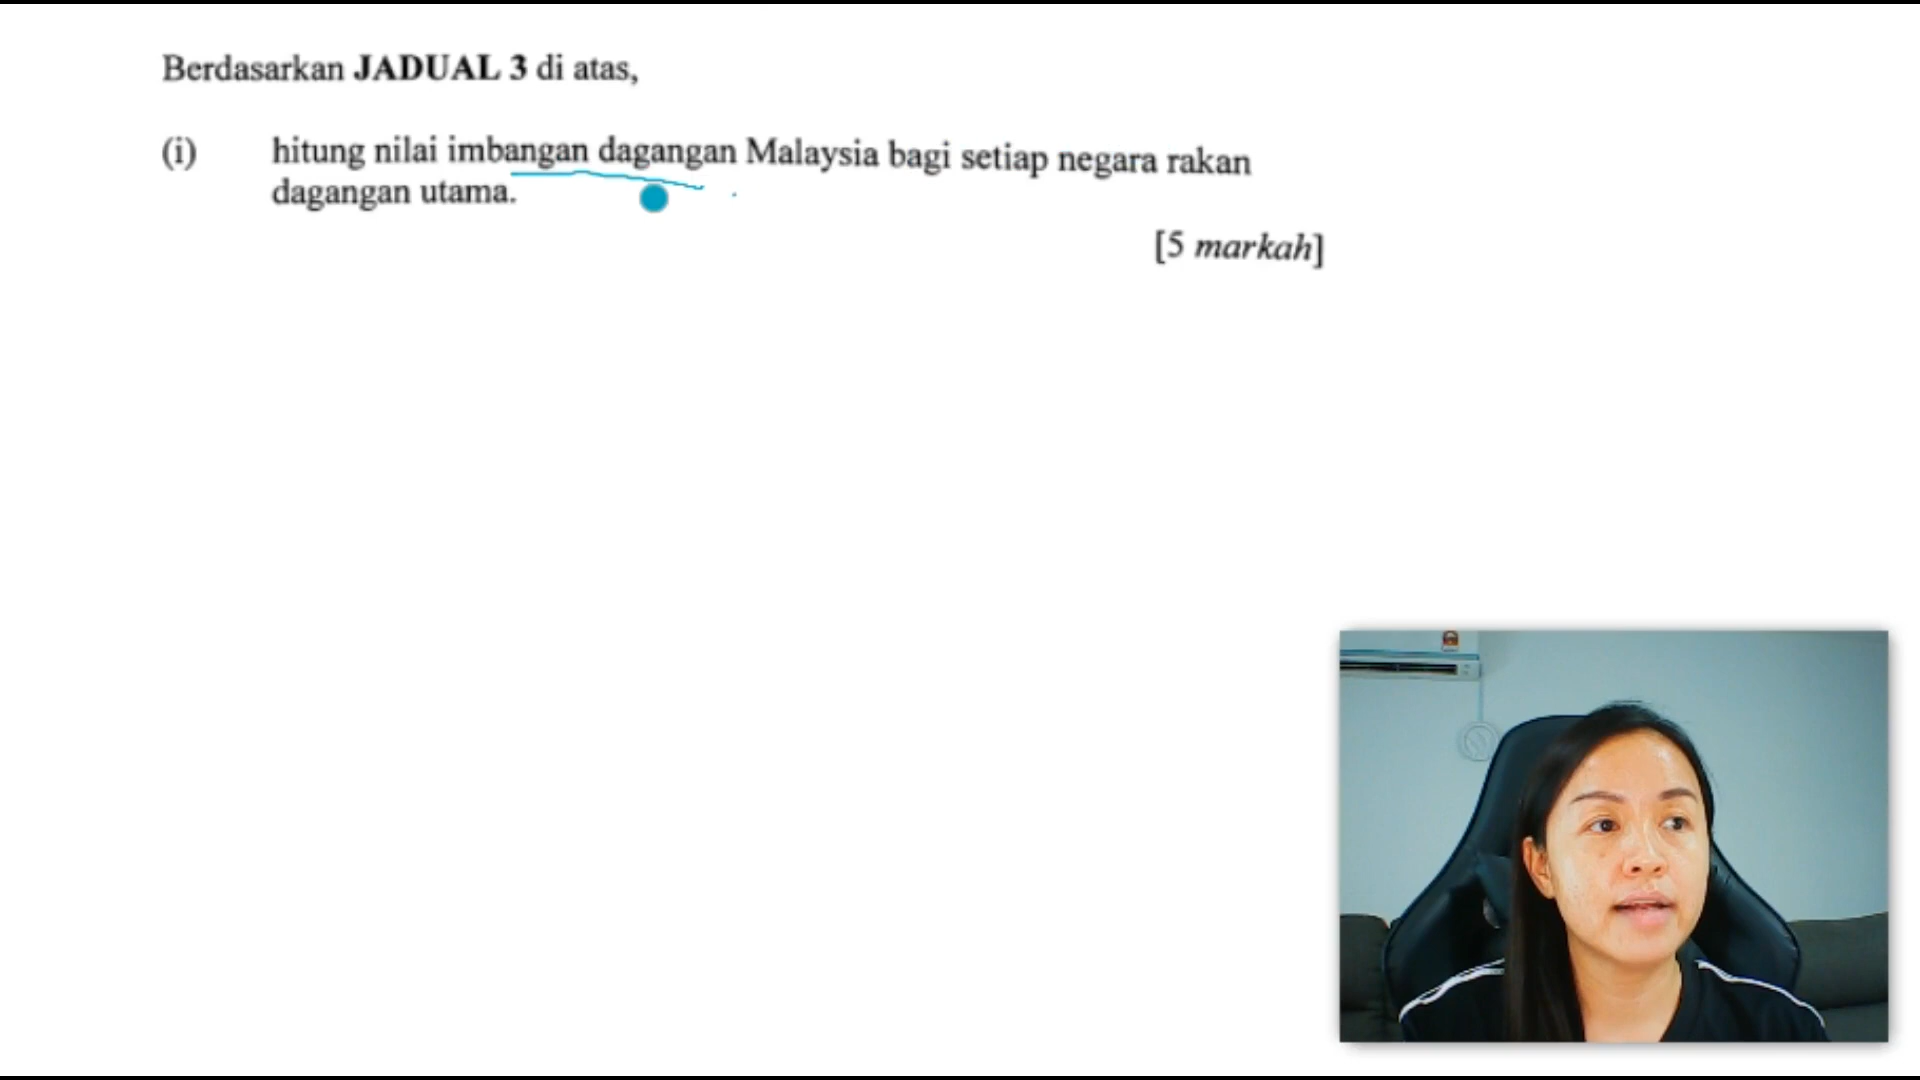 Berdasarkan JADUAL 3 di atas,
(i) hitung nilai imbangan dagangan Malaysia bagi setiap negara rakan
dagangan utama.
[5 markah]